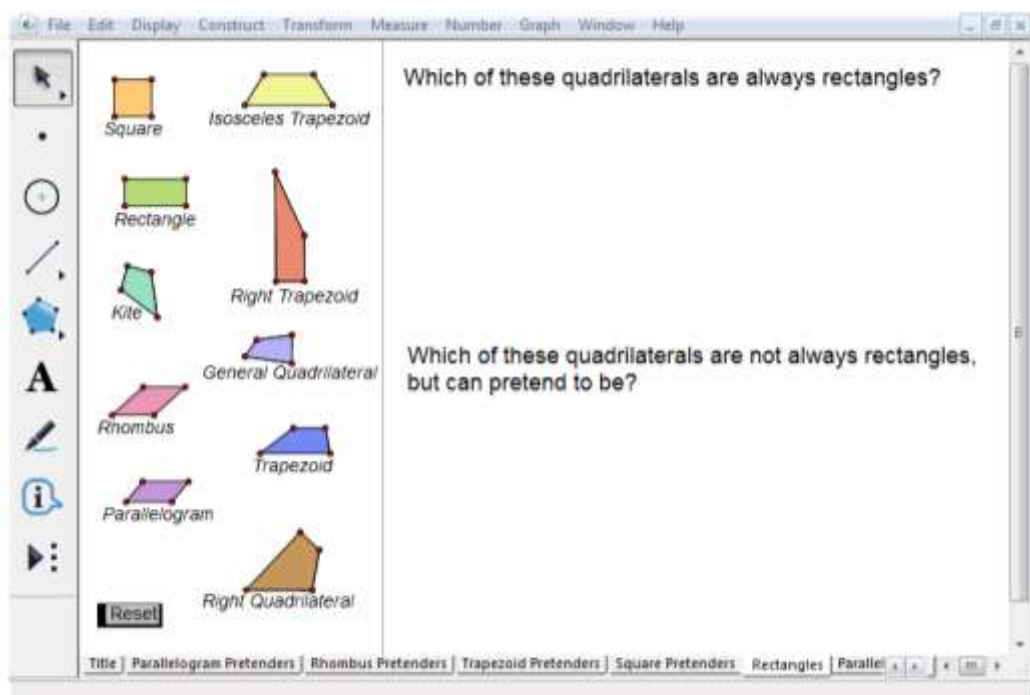 File Edit Display Construct Transform Measure Number Graph Window Help
Which of these quadrilaterals are always rectangles?
Square
Isosceles Trapezoid
Rectangle
Right Trapezoid
Kite
General Quadrilateral
Which of these quadrilaterals are not always rectangles,
but can pretend to be?
Rhombus
Trapezoid
Parallelogram
Right Quadrilateral
Reset
A
i
Title Parallelogram Pretenders Rhombus Pretenders Trapezoid Pretenders Square Pretenders Rectangles Parallel